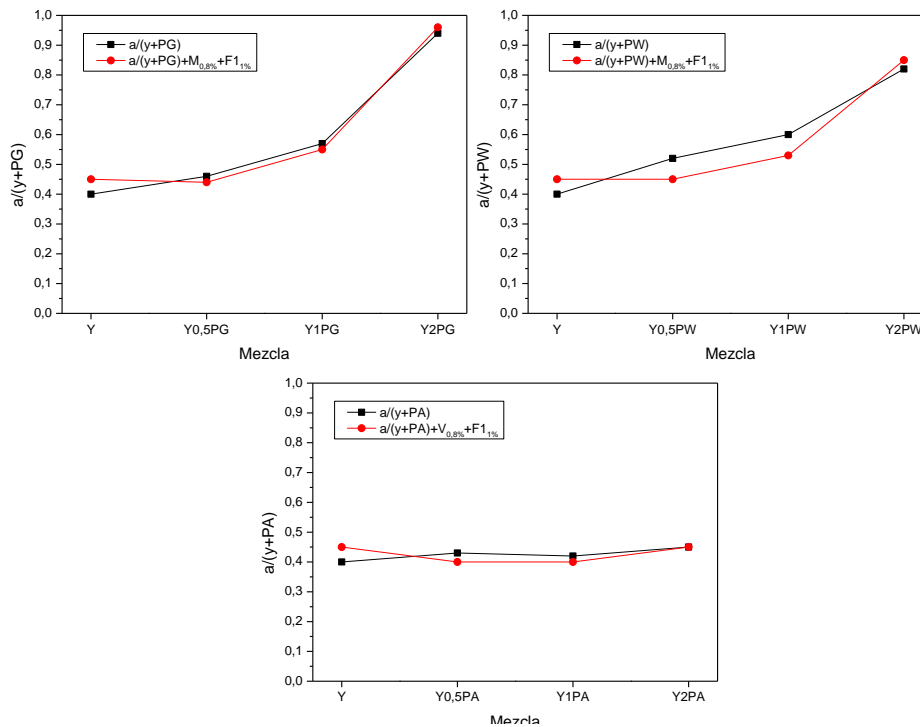 1,0
0,9
0,8
0,7
0,6
0,5
0,4
0,3
0,2
0,1
0,0
a/(y+PG)
a/(y+PG)
a/(y+PG)+M0,8%+F11%
Y Y0,5PG Y1PG Y2PG
Mezcla
1,0
0,9
0,8
0,7
0,6
0,5
0,4
0,3
0,2
0,1
0,0
a/(y+PW)
a/(y+PW)
a/(y+PW)+M0,8%+F11%
Y Y0,5PW Y1PW Y2PW
Mezcla
1,0
0,9
0,8
0,7
0,6
0,5
0,4
0,3
0,2
0,1
0,0
a/(y+PA)
a/(y+PA)
a/(y+PA)+V0,8%+F11%
Y Y0,5PA Y1PA Y2PA
Mezcla